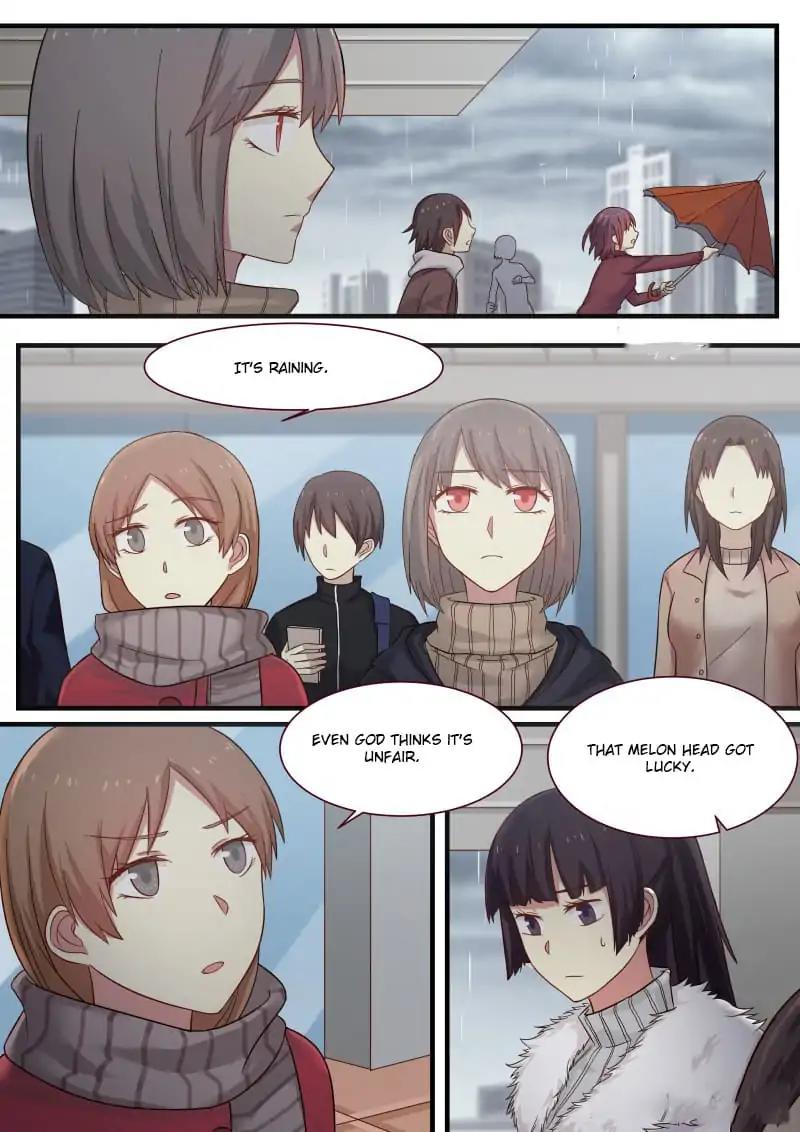 IT'S RAINING.
EVEN GOD THINKS IT'S
UNFAIR.
THAT MELON HEAD GOT
LUCKY.